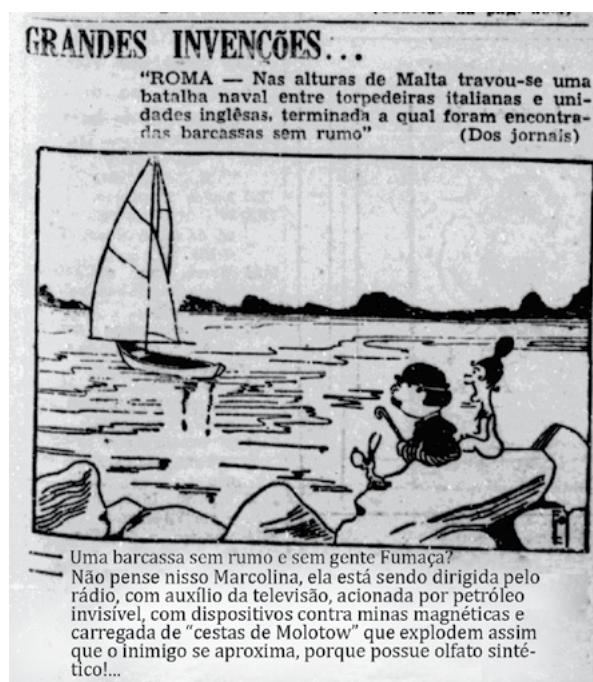 GRANDES INVENÇÕES...
"ROMA — Nas alturas de Malta travou-se uma
batalha naval entre torpedeiras italianas e uni-
dades inglêsas, terminada a qual foram encontra-
das barcassas sem rumo" (Dos jornais)
— Uma barcassa sem rumo e sem gente Fumaça?
— Não pense nisso Marcolina, ela está sendo dirigida pelo
rádio, com auxílio da televisão, acionada por petróleo
invisível, com dispositivos contra minas magnéticas e
carregada de "cestas de Molotow" que explodem assim
que o inimigo se aproxima, porque possue olfato sinté-
tico!...